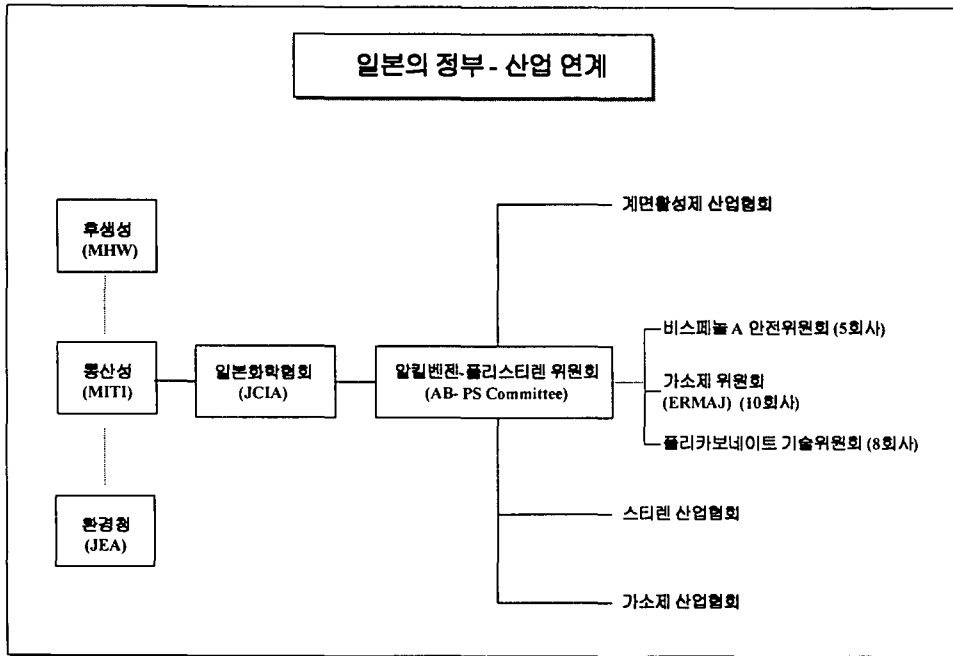 일본의 정부 - 산업 연계
계면활성제 산업협회
후생성
(MHW)
비스페놀 A 안전위원회 (5회사)
통산성
(MITI)
일본화학협회
(JCIA)
알킬벤젠-폴리스티렌 위원회
(AB- PS Committee)
가소제 위원회
(ERMAJ) (10회사)
폴리카보네이트 기술위원회 (8회사)
환경청
(JEA)
스티렌 산업협회
가소제 산업협회